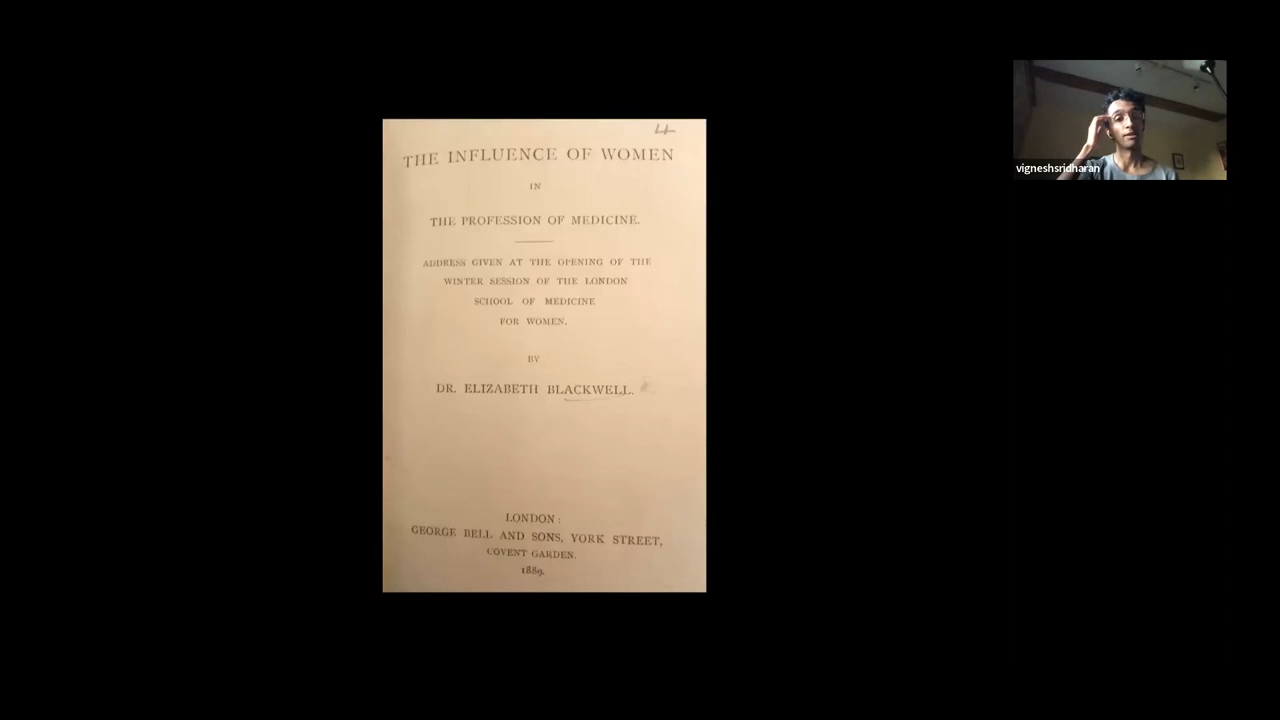 THE INFLUENCE OF WOMEN
IN
THE PROFESSION OF MEDICINE.
ADDRESS GIVEN AT THE OPENING OF THE
WINTER SESSION OF THE LONDON
SCHOOL OF MEDICINE
FOR WOMEN.
BY
DR. ELIZABETH BLACKWELL.
LONDON:
GEORGE BELL AND SONS, YORK STREET,
COVENT GARDEN.
1889.
vigneshsridharan